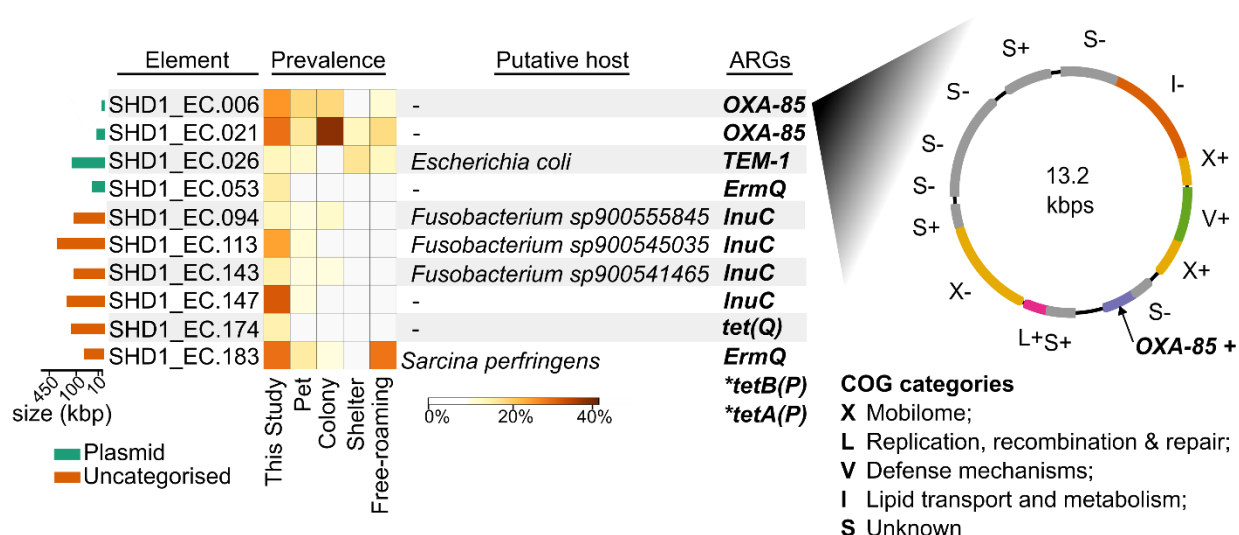 Element Prevalence Putative host ARGs
SHD1_EC.006 - OXA-85
SHD1_EC.021 - OXA-85
SHD1_EC.026 Escherichia coli TEM-1
SHD1_EC.053 - ErmQ
SHD1_EC.094 Fusobacterium sp900555845 lnuC
SHD1_EC.113 Fusobacterium sp900545035 lnuC
SHD1_EC.143 Fusobacterium sp900541465 lnuC
SHD1_EC.147 - lnuC
SHD1_EC.174 - tet(Q)
SHD1_EC.183 Sarcina perfringens ErmQ
*tetB(P)
*tetA(P)
450 100 10
size (kbp)
Plasmid
Uncategorised
This Study
Pet
Colony
Shelter
Free-roaming
0% 20% 40%
S+
S-
I-
X+
V+
X+
S-
OXA-85 +
S+
L+
X-
S+
S-
S-
S-
13.2
kbps
COG categories
X Mobilome;
L Replication, recombination & repair;
V Defense mechanisms;
I Lipid transport and metabolism;
S Unknown